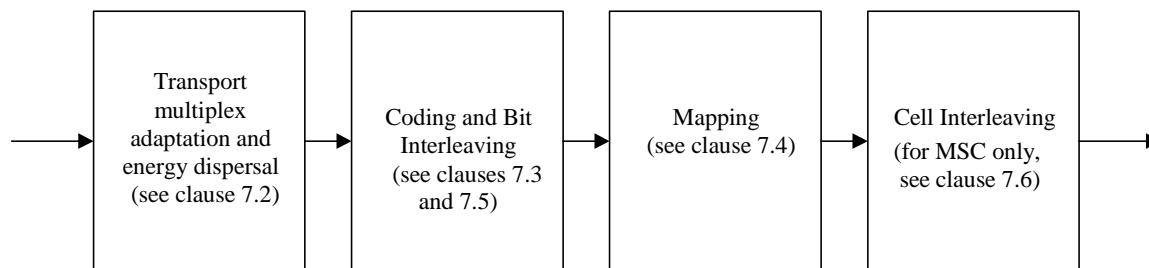 Transport
multiplex
adaptation and
energy dispersal
(see clause 7.2)
Coding and Bit
Interleaving
(see clauses 7.3
and 7.5)
Mapping
(see clause 7.4)
Cell Interleaving
(for MSC only,
see clause 7.6)